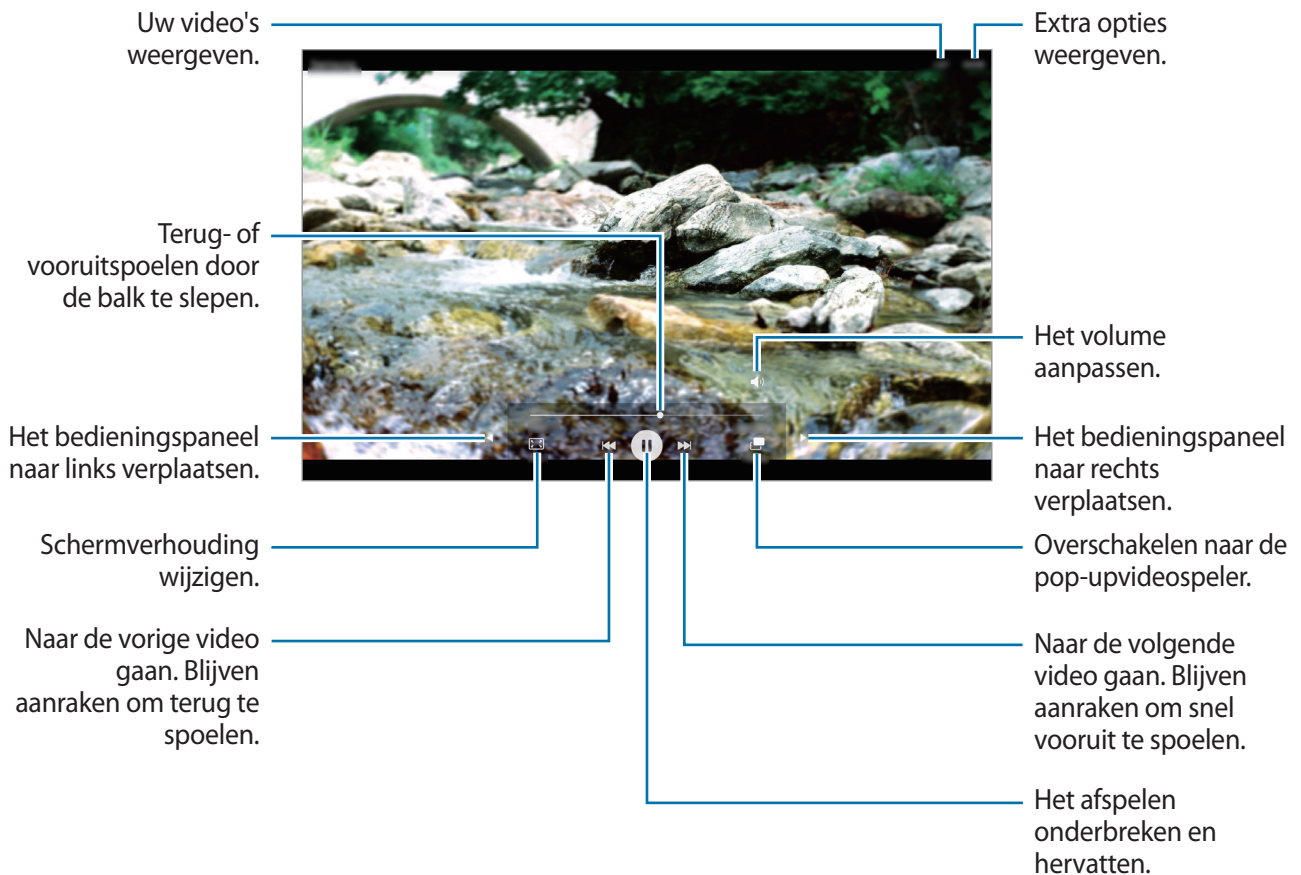 Uw video's
weergeven.
Extra opties
weergeven.
Terug- of
vooruitspoelen door
de balk te slepen.
Het volume
aanpassen.
Het bedieningspaneel
naar links verplaatsen.
Het bedieningspaneel
naar rechts
verplaatsen.
Schermverhouding
wijzigen.
Overschakelen naar de
pop-upvideospeler.
Naar de vorige video
gaan. Blijven
aanraken om terug te
spoelen.
Naar de volgende
video gaan. Blijven
aanraken om snel
vooruit te spoelen.
Het afspelen
onderbreken en
hervatten.